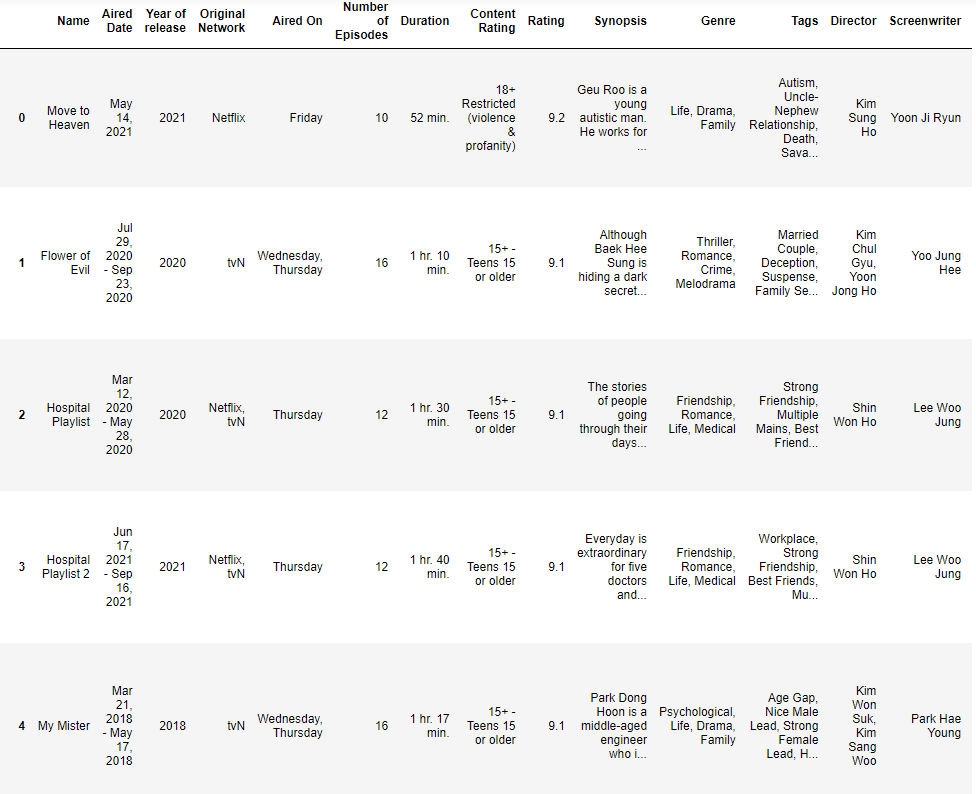 Name
Aired
Date
Year of
release
Original
Network
Aired On
Number
of
Episodes
Duration
Content
Rating
Rating
Synopsis
Genre
Tags
Director
Screenwriter
0
Move to
Heaven
May
14,
2021
2021
Netflix
Friday
10
52 min.
18+
Restricted
(violence
&
profanity)
9.2
Geu Roo is a
young
autistic man.
He works for
...
Life, Drama,
Family
Autism,
Uncle-
Nephew
Relationship,
Death,
Sava...
Kim
Sung
Ho
Yoon Ji Ryun
1
Flower of
Evil
Jul
29,
2020
- Sep
23,
2020
2020
tvN
Wednesday,
Thursday
16
1 hr. 10
min.
15+ -
Teens 15
or older
9.1
Although
Baek Hee
Sung is
hiding a dark
secret...
Thriller,
Romance,
Crime,
Melodrama
Married
Couple,
Deception,
Suspense,
Family Se...
Kim
Chul
Gyu,
Yoon
Jong Ho
Yoo Jung
Hee
2
Hospital
Playlist
Mar
12,
2020
- May
28,
2020
2020
Netflix,
tvN
Thursday
12
1 hr. 30
min.
15+ -
Teens 15
or older
9.1
The stories
of people
going
through their
days...
Friendship,
Romance,
Life, Medical
Strong
Friendship,
Multiple
Mains, Best
Friend...
Shin
Won Ho
Lee Woo
Jung
3
Hospital
Playlist 2
Jun
17,
2021
- Sep
16,
2021
2021
Netflix,
tvN
Thursday
12
1 hr. 40
min.
15+ -
Teens 15
or older
9.1
Everyday is
extraordinary
for five
doctors
and...
Friendship,
Romance,
Life, Medical
Workplace,
Strong
Friendship,
Best Friends,
Mu...
Shin
Won Ho
Lee Woo
Jung
4
My Mister
Mar
21,
2018
- May
17,
2018
2018
tvN
Wednesday,
Thursday
16
1 hr. 17
min.
15+ -
Teens 15
or older
9.1
Park Dong
Hoon is a
middle-aged
engineer
who i...
Psychological,
Life, Drama,
Family
Age Gap,
Nice Male
Lead, Strong
Female
Lead, H...
Kim
Won
Suk,
Kim
Sang
Woo
Park Hae
Young